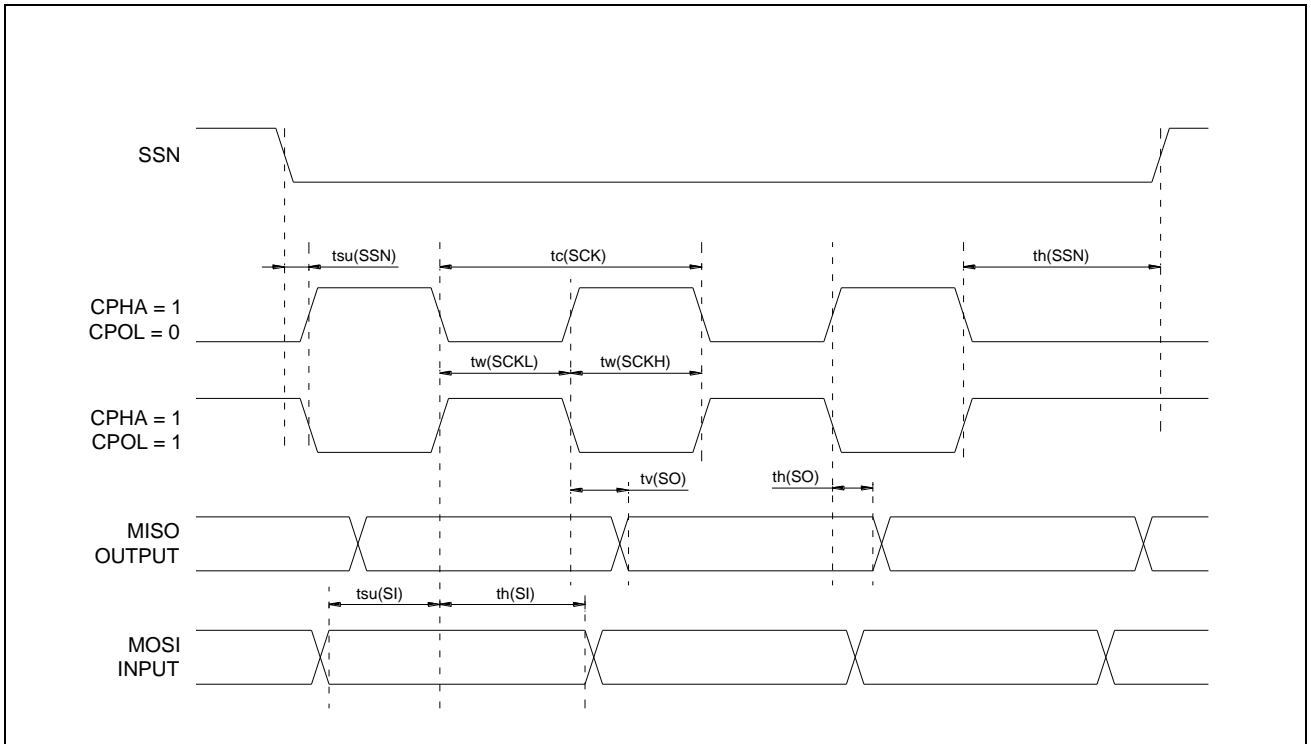 SSN
tsu(SSN)
tc(SCK)
th(SSN)
CPHA = 1
CPOL = 0
tw(SCKL)
tw(SCKH)
CPHA = 1
CPOL = 1
tv(SO)
th(SO)
MISO
OUTPUT
tsu(SI)
th(SI)
MOSI
INPUT